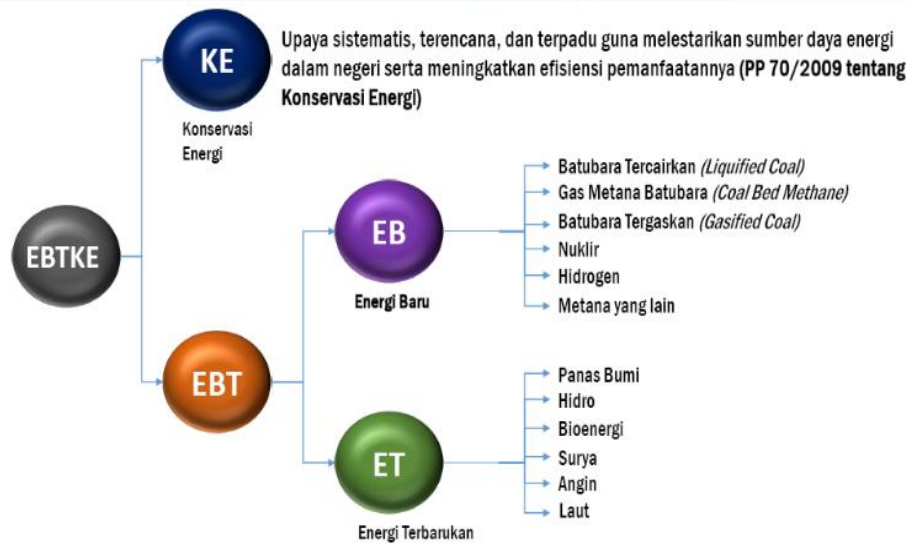 KE
Upaya sistematis, terencana, dan terpadu guna melestarikan sumber daya energi
dalam negeri serta meningkatkan efisiensi pemanfaatannya (PP 70/2009 tentang
Konservasi Energi)
Konservasi
Energi
EBTKE
EB
Energi Baru
Batubara Tercairkan (Liquified Coal)
Gas Metana Batubara (Coal Bed Methane)
Batubara Tergaskan (Gasified Coal)
Nuklir
Hidrogen
Metana yang lain
EBT
ET
Energi Terbarukan
Panas Bumi
Hidro
Bioenergi
Surya
Angin
Laut